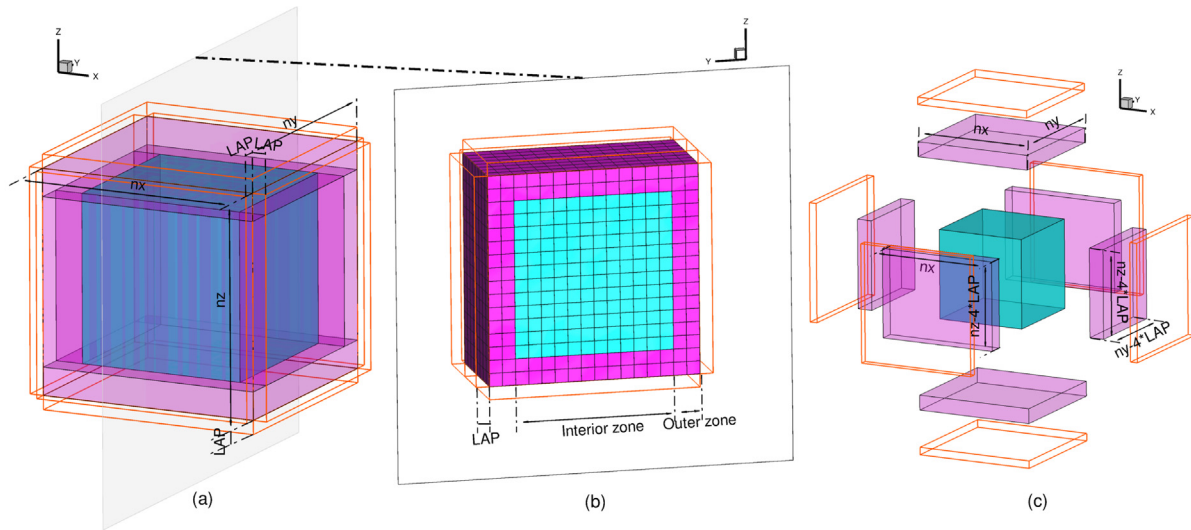 Z
Y
X
ny
LAP
LAP
nx
nz
LAP
(a)
Z
Y
LAP
Interior zone
Outer zone
(b)
Z
Y
X
nx
ny
nx
nz-4*LAP
nz-4*LAP
ny-4*LAP
(c)